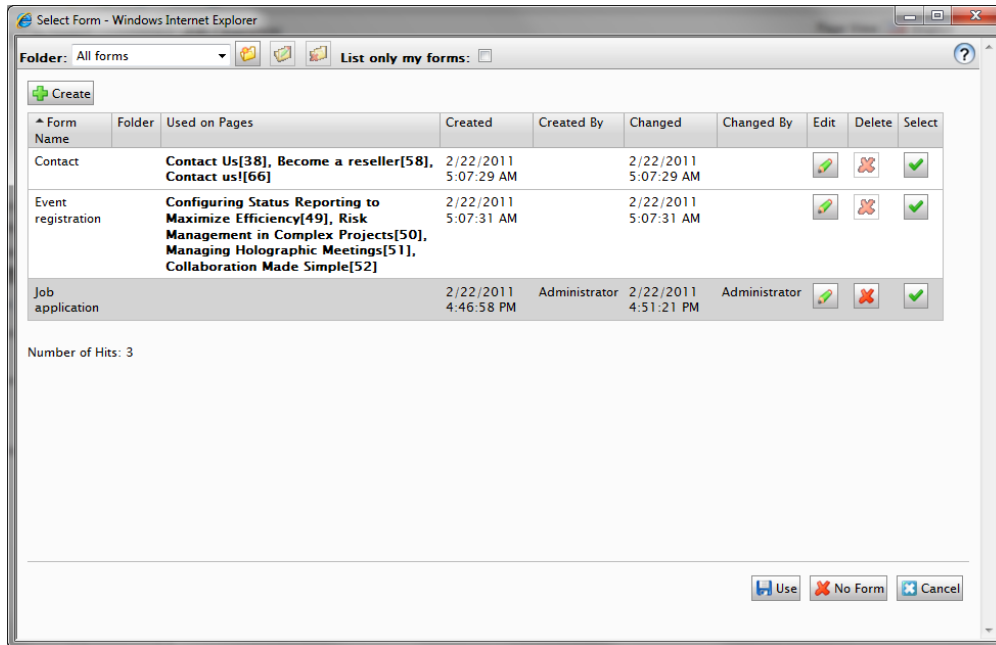 Select Form - Windows Internet Explorer
Folder: All forms List only my forms:
Create
Form Name Folder Used on Pages Created Created By Changed Changed By Edit Delete Select
Contact Contact Us[38], Become a reseller[58], 2/22/2011 2/22/2011
Contact us![66] 5:07:29 AM 5:07:29 AM
Event Configuring Status Reporting to 2/22/2011 2/22/2011
registration Maximize Efficiency[49], Risk 5:07:31 AM 5:07:31 AM
Management in Complex Projects[50],
Managing Holographic Meetings[51],
Collaboration Made Simple[52]
Job 2/22/2011 Administrator 2/22/2011 Administrator
application 4:46:58 PM 4:51:21 PM
Number of Hits: 3
Use No Form Cancel